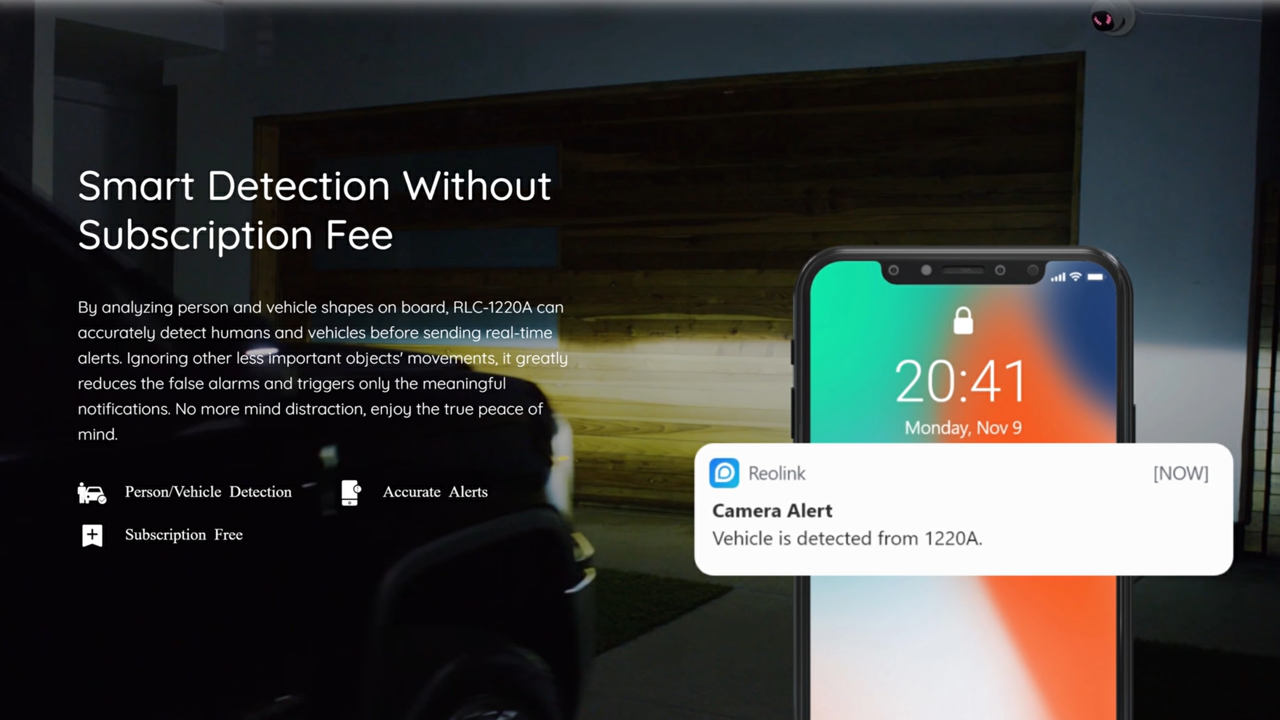 Smart Detection Without
Subscription Fee
By analyzing person and vehicle shapes on board, RLC-1220A can
accurately detect humans and vehicles before sending real-time
alerts. Ignoring other less important objects' movements, it greatly
reduces the false alarms and triggers only the meaningful
notifications. No more mind distraction, enjoy the true peace of
mind.
Person/Vehicle Detection
Accurate Alerts
Subscription Free
20:41
Monday, Nov 9
Reolink [NOW]
Camera Alert
Vehicle is detected from 1220A.